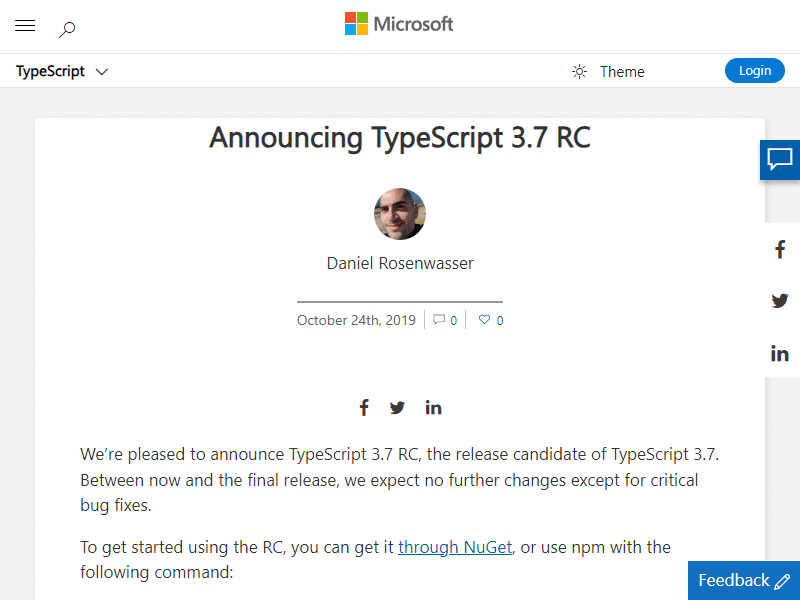 Microsoft
TypeScript
Theme
Login
Announcing TypeScript 3.7 RC
Daniel Rosenwasser
October 24th, 2019
0
0
in
in
We’re pleased to announce TypeScript 3.7 RC, the release candidate of TypeScript 3.7.
Between now and the final release, we expect no further changes except for critical
bug fixes.
To get started using the RC, you can get it through NuGet, or use npm with the
following command:
Feedback